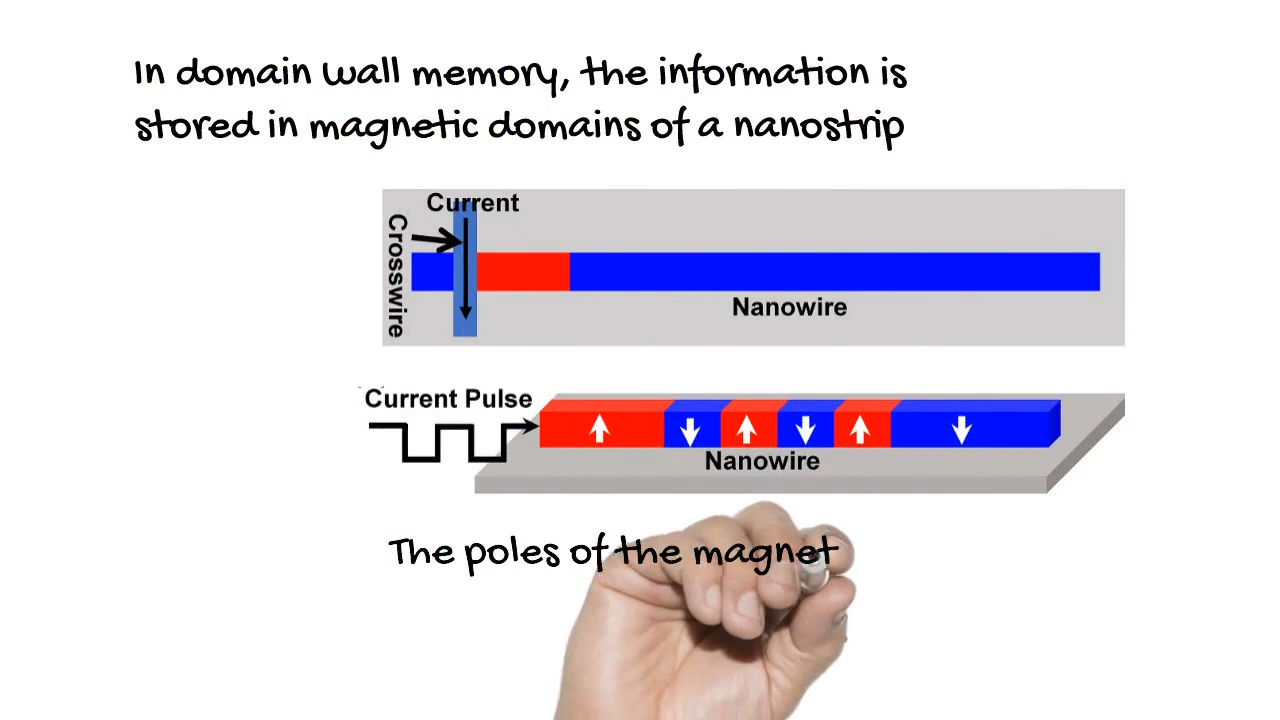 In domain wall memory, the information is
stored in magnetic domains of a nanostrip
Current
Crosswire
Nanowire
Current Pulse
Nanowire
The poles of the magnet